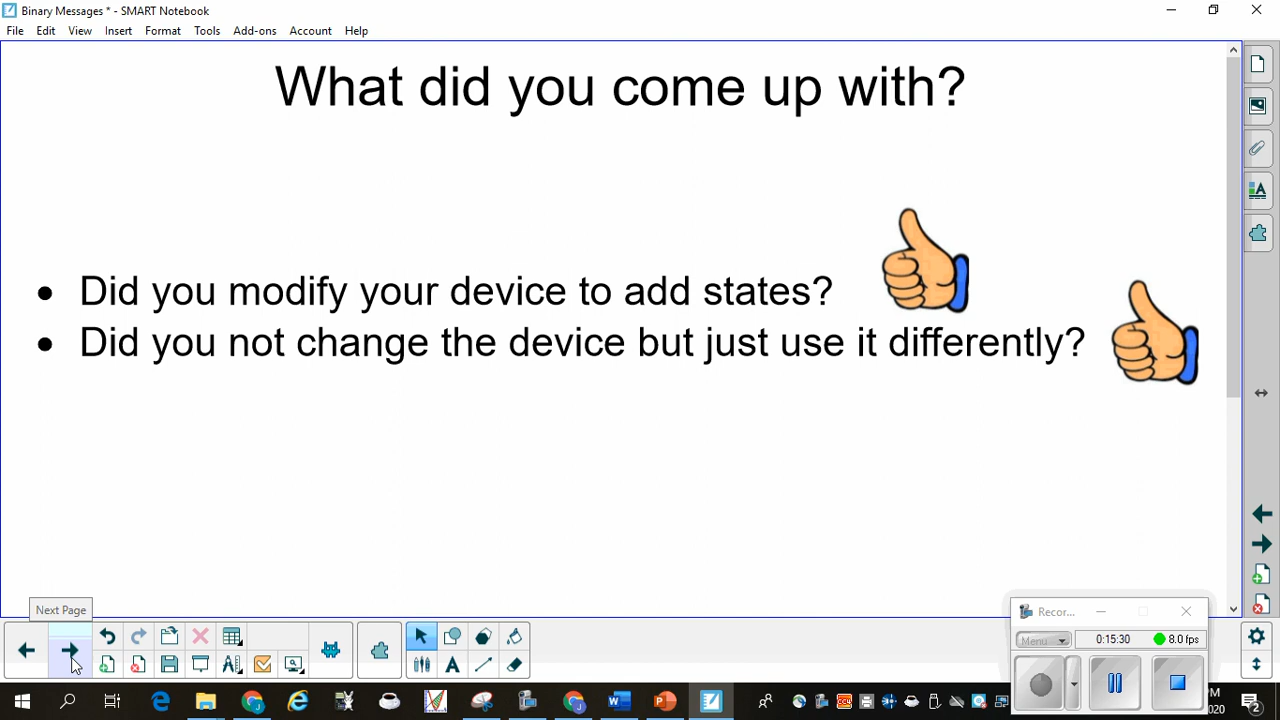 Binary Messages * - SMART Notebook
File Edit View Insert Format Tools Add-ons Account Help
What did you come up with?
• Did you modify your device to add states?
• Did you not change the device but just use it differently?
Next Page
Recor...
Menu 0:15:30 8.0 fps